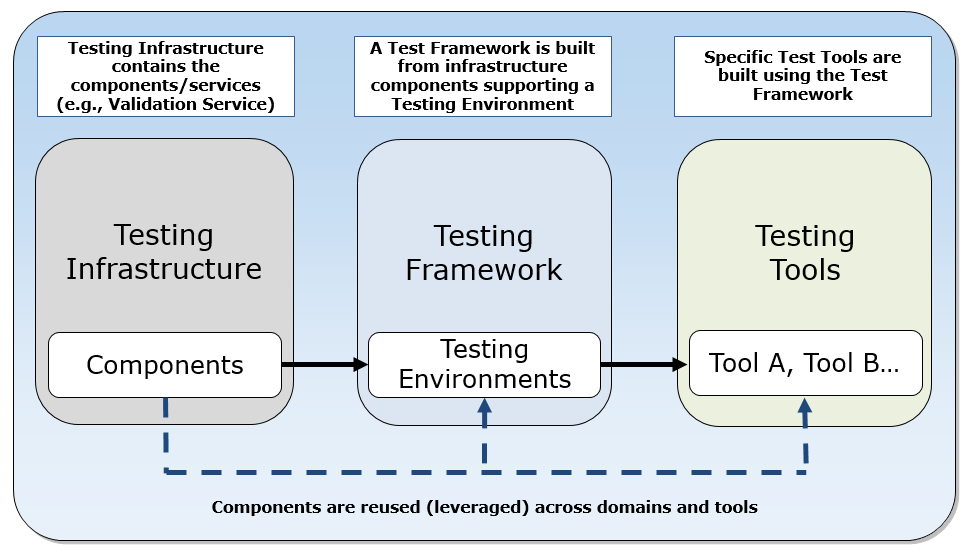 Testing Infrastructure
contains the
components/services
(e.g., Validation Service)
A Test Framework is built
from infrastructure
components supporting a
Testing Environment
Specific Test Tools are
built using the Test
Framework
Testing
Infrastructure
Components
Testing
Framework
Testing
Environments
Testing
Tools
Tool A, Tool B...
Components are reused (leveraged) across domains and tools